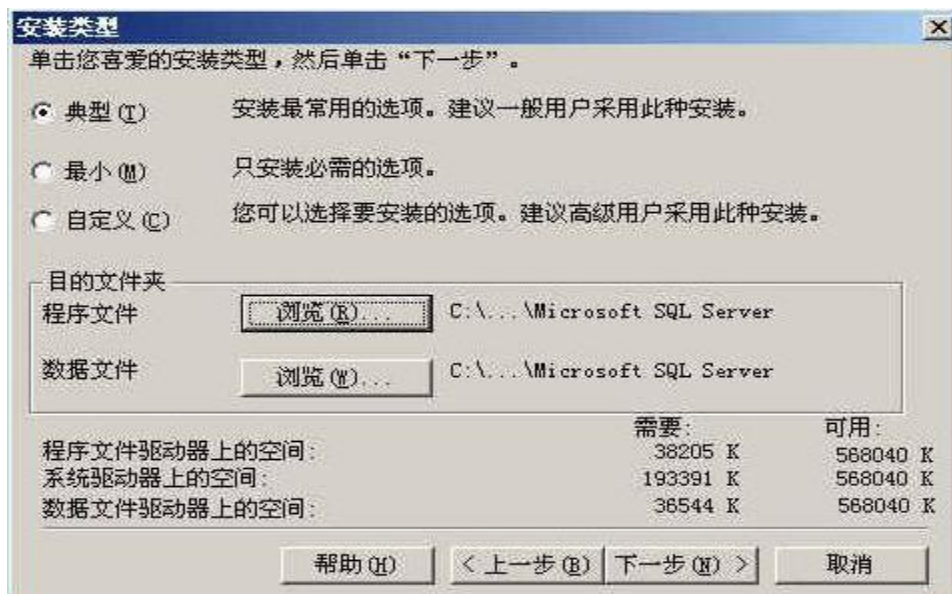 安装类型
单击您喜爱的安装类型，然后单击“下一步”。
典型(T) 安装最常用的选项。建议一般用户采用此种安装。
最小(M) 只安装必需的选项。
自定义(C) 您可以选择要安装的选项。建议高级用户采用此种安装。
目的文件夹
程序文件 浏览(R)... C:\...\Microsoft SQL Server
数据文件 浏览(W)... C:\...\Microsoft SQL Server
需要: 可用:
程序文件驱动器上的空间: 38205 K 568040 K
系统驱动器上的空间: 193391 K 568040 K
数据文件驱动器上的空间: 36544 K 568040 K
帮助(H) < 上一步(B) 下一步(N) > 取消